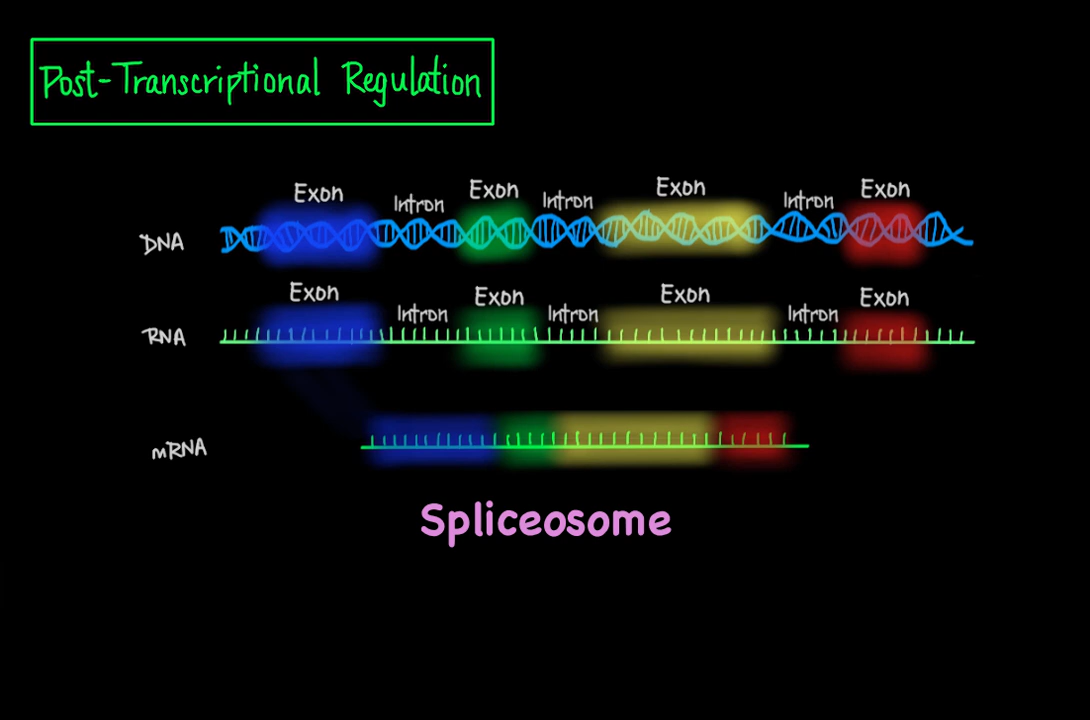 Post-Transcriptional Regulation
Exon Intron Exon Intron Exon Intron Exon
DNA
Exon Intron Exon Intron Exon Intron Exon
RNA
mRNA
Spliceosome